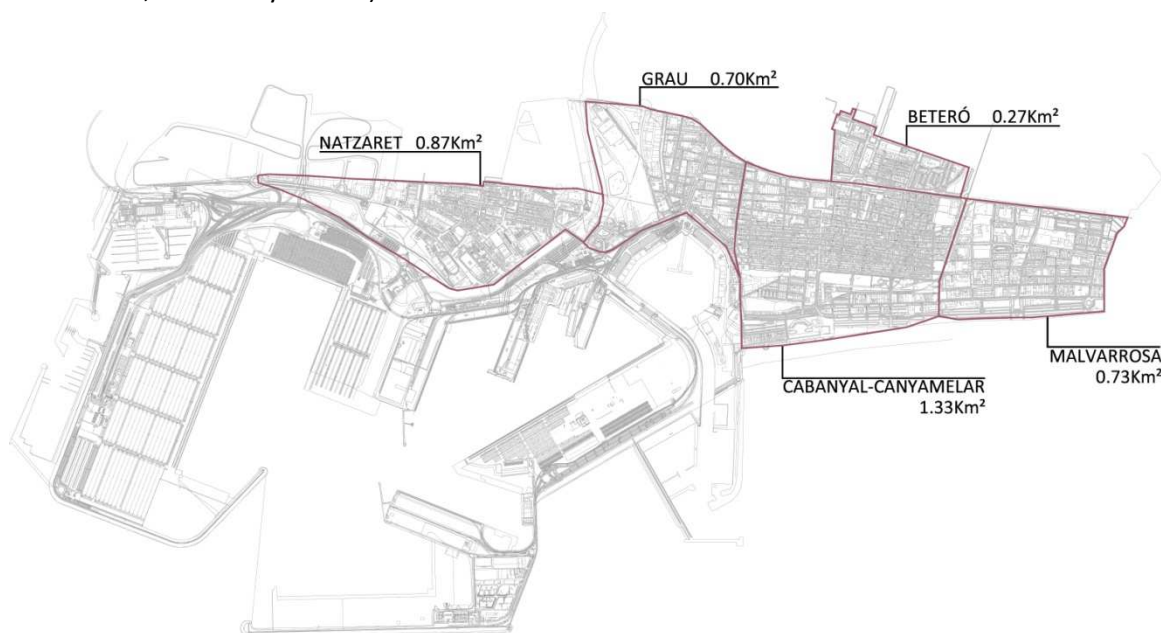 GRAU 0.70Km²
BETERÓ 0.27Km²
NATZARET 0.87Km²
MALVARROSA
0.73Km²
CABANYAL-CANYAMELAR
1.33Km²